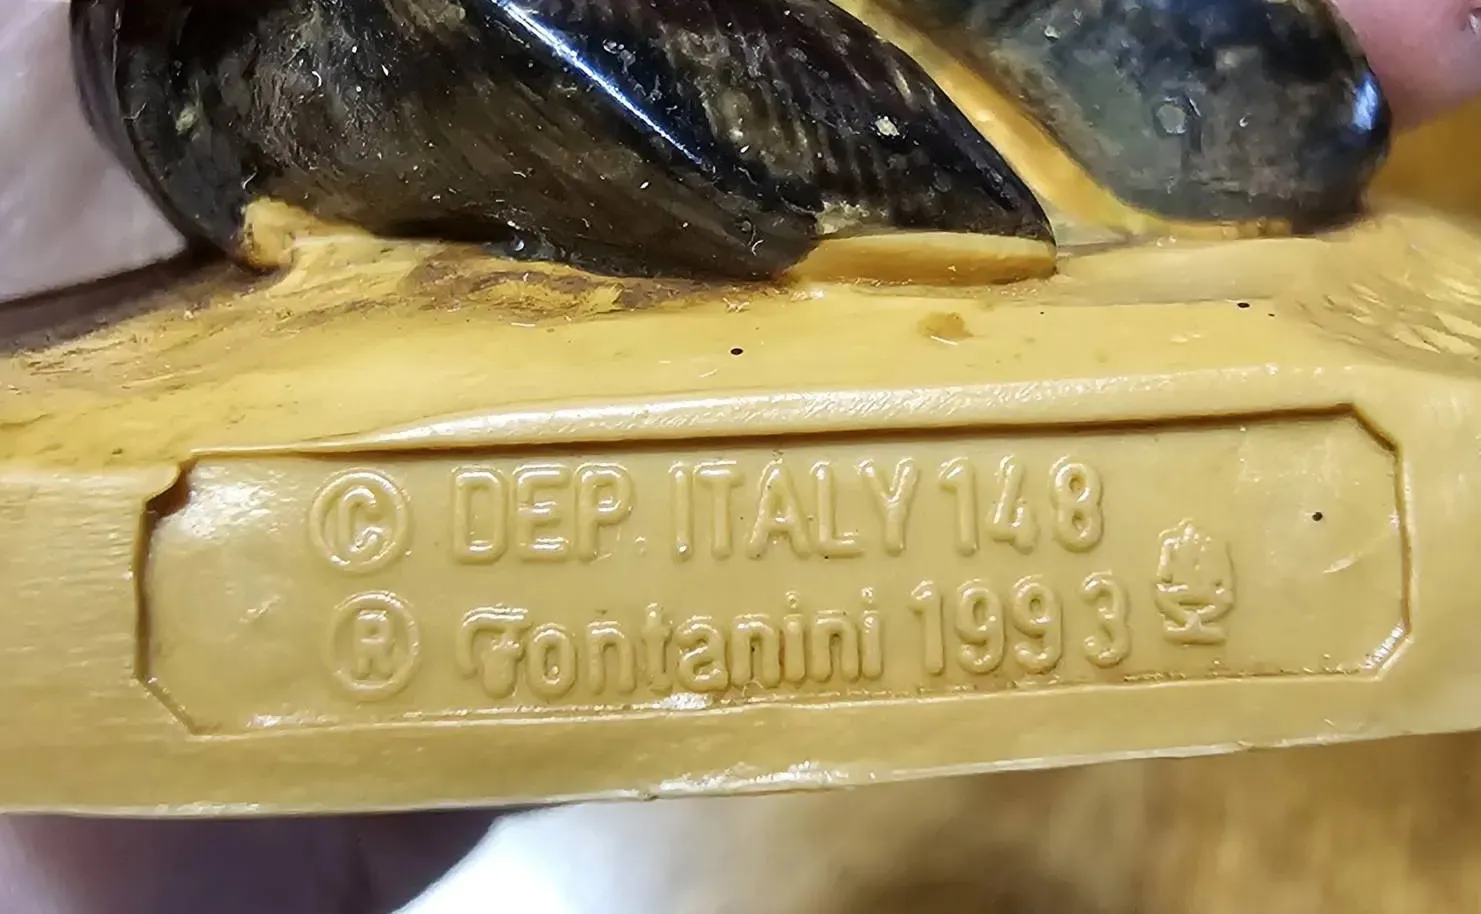 © DEP. ITALY 148
® Fontanini 1993